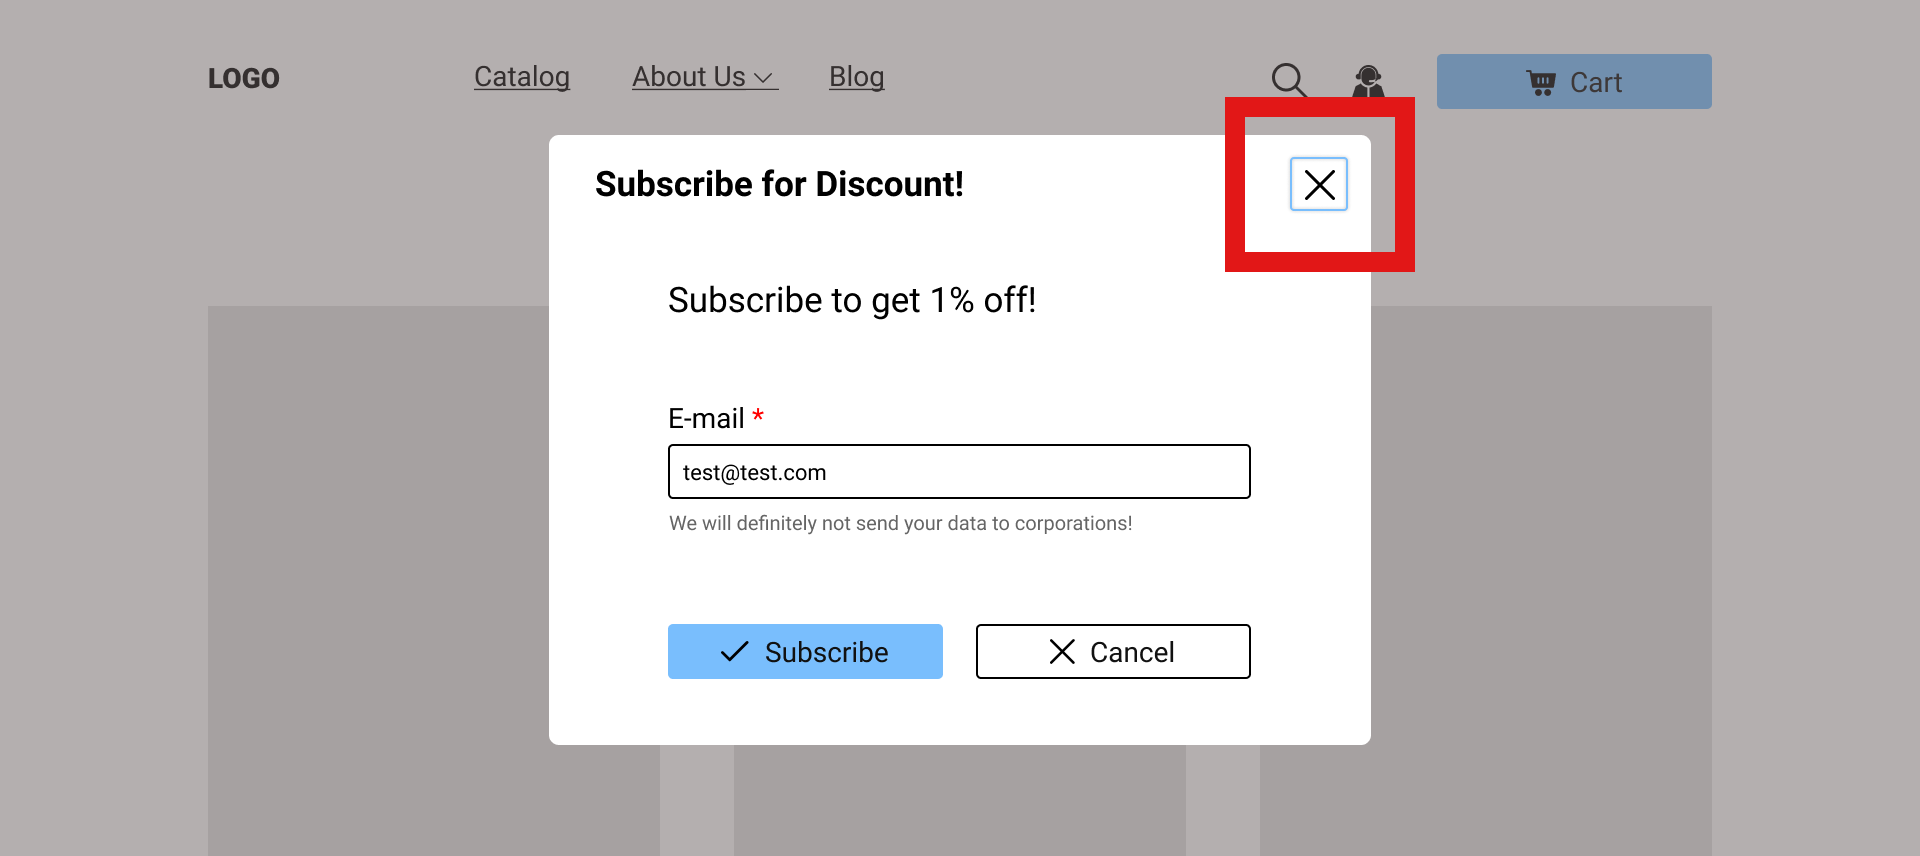 LOGO
Catalog
About Us
Blog
Cart
Subscribe for Discount!
Subscribe to get 1% off!
E-mail *
test@test.com
We will definitely not send your data to corporations!
Subscribe
Cancel